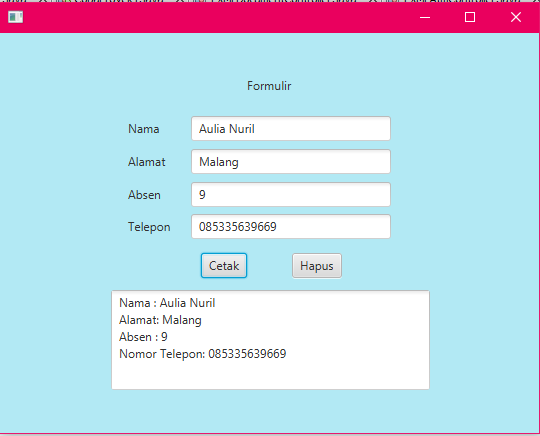 Formulir
Nama Aulia Nuril
Alamat Malang
Absen 9
Telepon 085335639669
Cetak Hapus
Nama : Aulia Nuril
Alamat: Malang
Absen : 9
Nomor Telepon: 085335639669